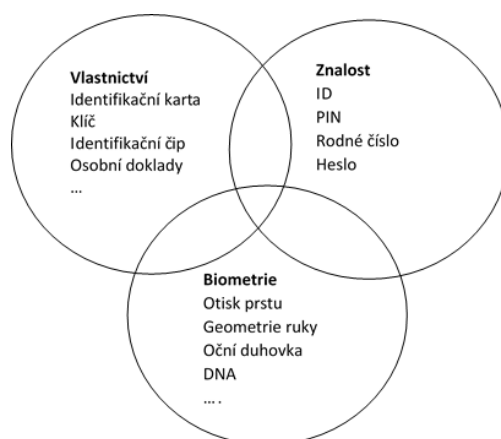 Vlastnictví
Identifikační karta
Klíč
Identifikační čip
Osobní doklady
…
Znalost
ID
PIN
Rodné číslo
Heslo
Biometrie
Otisk prstu
Geometrie ruky
Oční duhovka
DNA
….